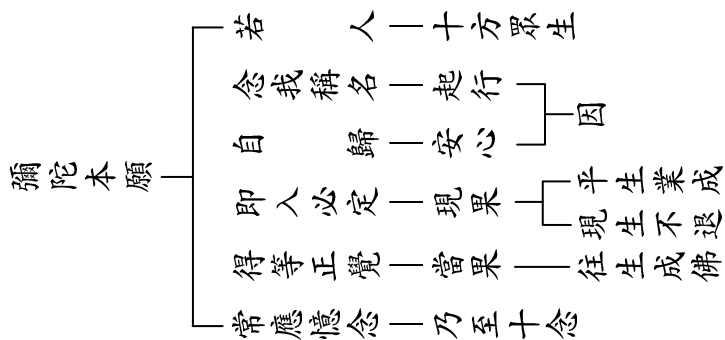 彌陀本願
若人—十方眾生
念我稱名—起行
自歸—安心
因
即入必定—現果
平生業成
現生不退
得等正覺—當果—往生成佛
常應憶念—乃至十念